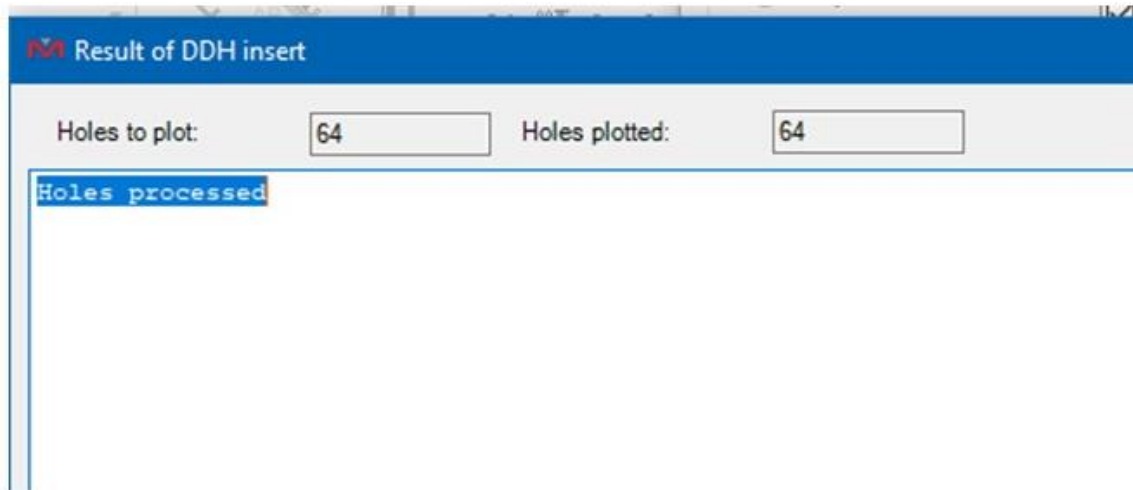 Result of DDH insert
Holes to plot: 64 Holes plotted: 64
Holes processed